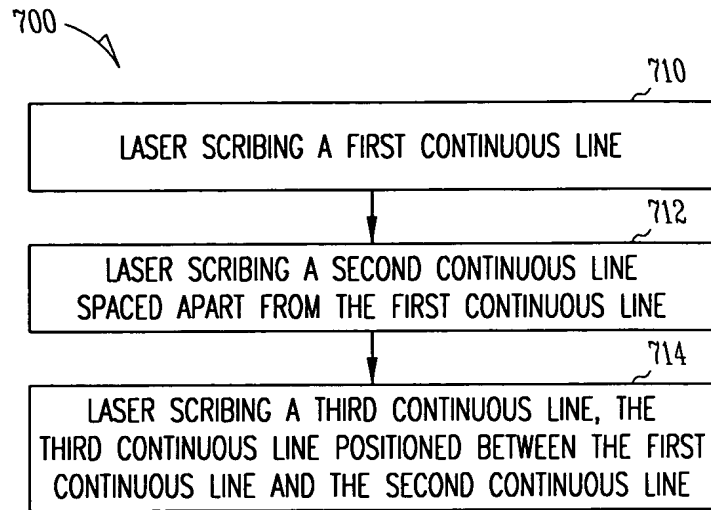 700
710
LASER SCRIBING A FIRST CONTINUOUS LINE
712
LASER SCRIBING A SECOND CONTINUOUS LINE
SPACED APART FROM THE FIRST CONTINUOUS LINE
714
LASER SCRIBING A THIRD CONTINUOUS LINE, THE
THIRD CONTINUOUS LINE POSITIONED BETWEEN THE FIRST
CONTINUOUS LINE AND THE SECOND CONTINUOUS LINE